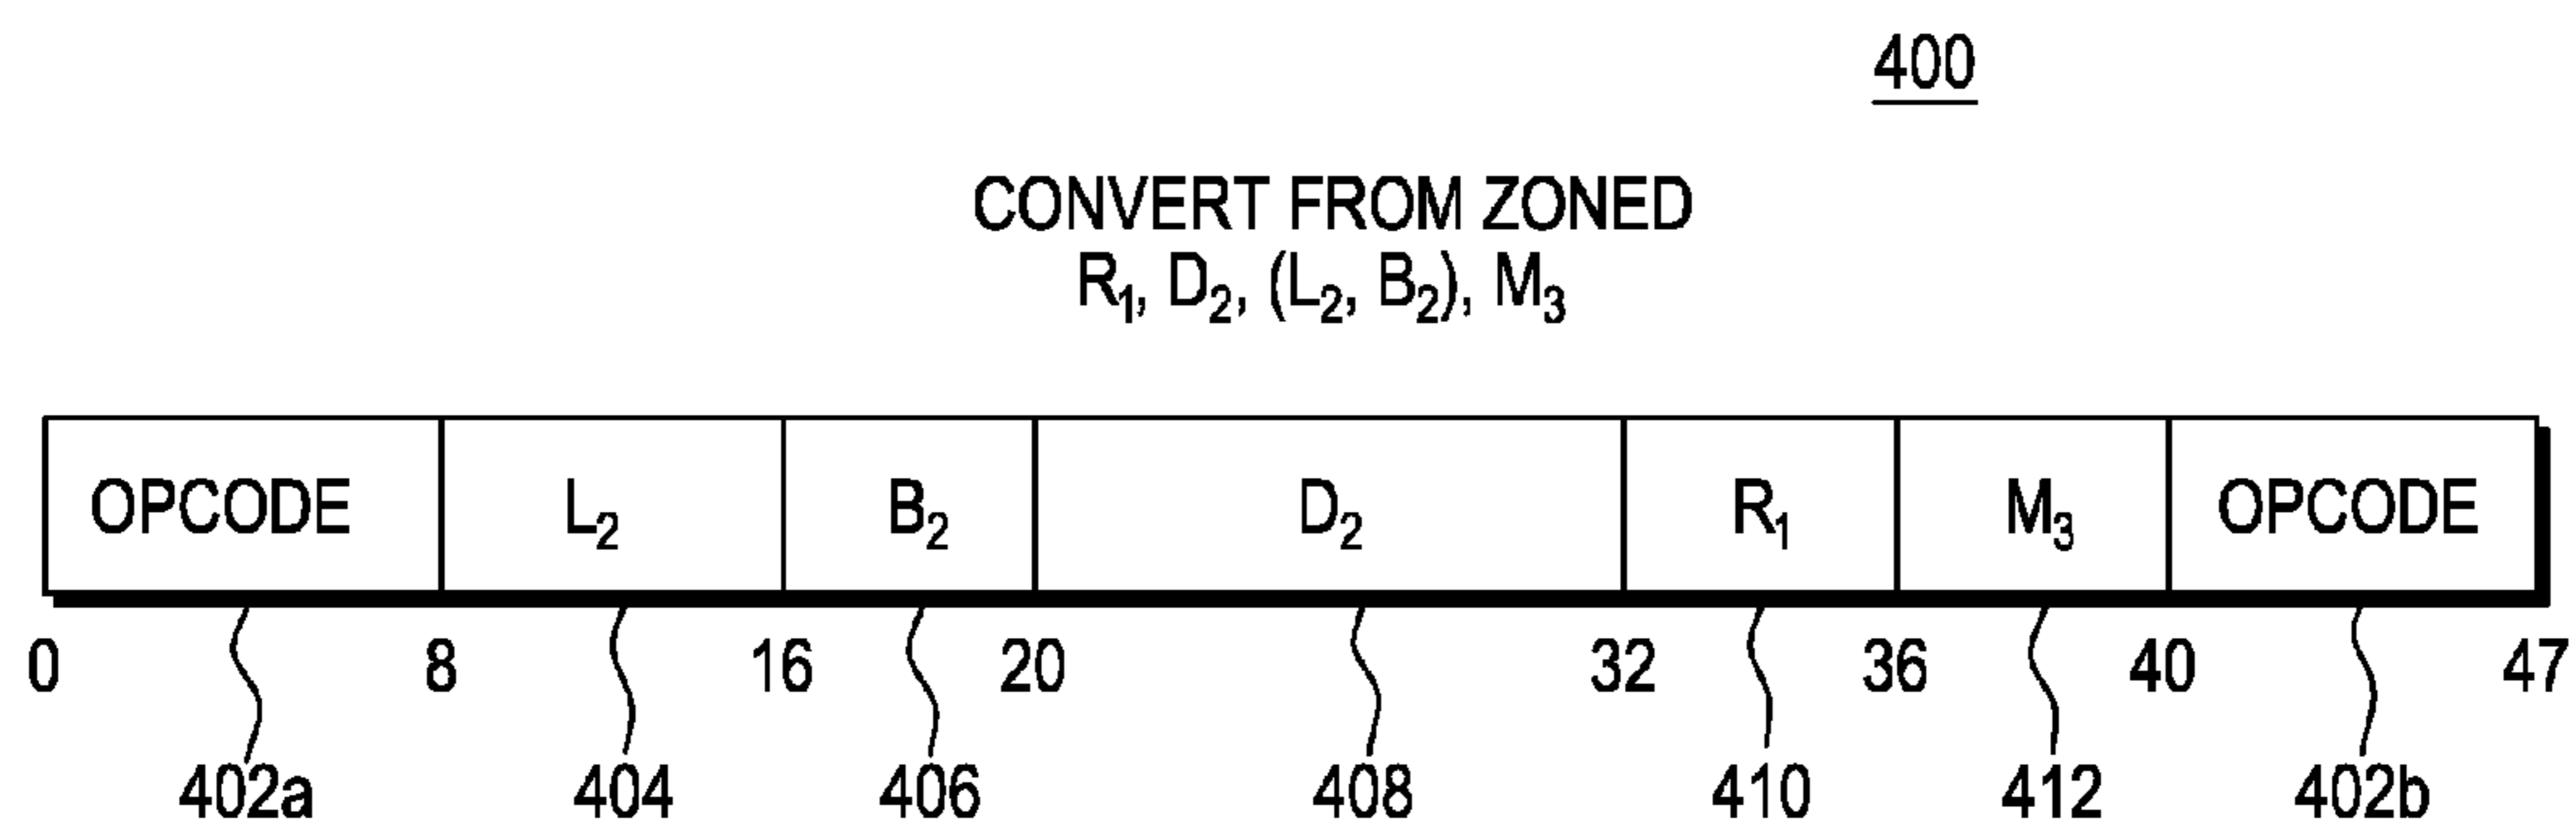 400
CONVERT FROM ZONED
R₁, D₂, (L₂, B₂), M₃
OPCODE L₂ B₂ D₂ R₁ M₃ OPCODE
0 8 16 20 32 36 40 47
402a 404 406 408 410 412 402b